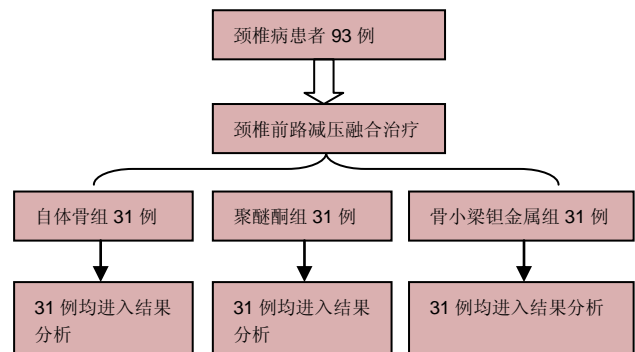 颈椎病患者 93 例
颈椎前路减压融合治疗
自体骨组 31 例
聚醚酮组 31 例
骨小梁钽金属组 31 例
31 例均进入结果
分析
31 例均进入结果
分析
31 例均进入结果分析